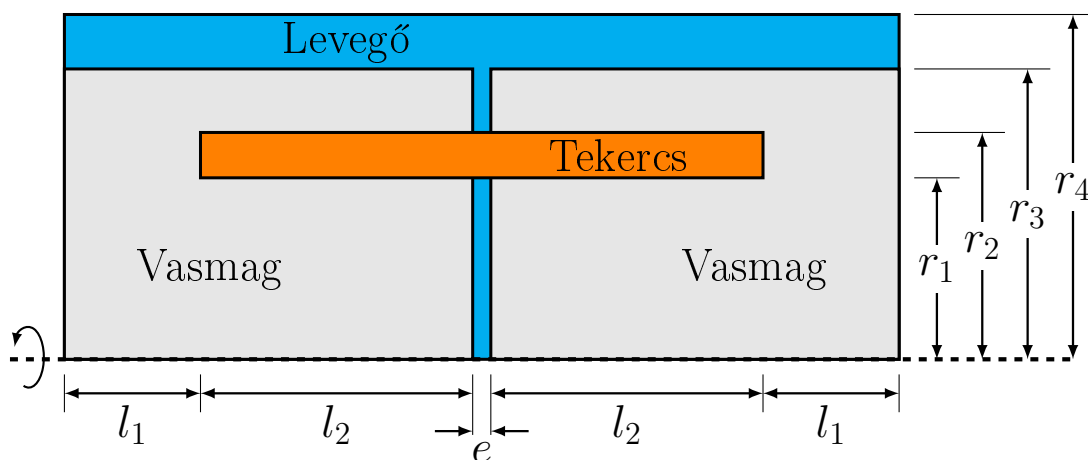 Levegő
Tekercs
Vasmag Vasmag
r₁ r₂ r₃ r₄
l₁ l₂ e l₂ l₁